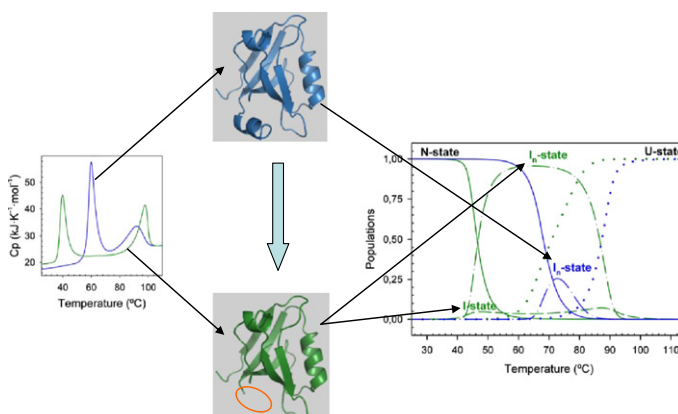 Cp (kJ·K⁻¹·mol⁻¹)
50
40
30
20
40 60 80 100
Temperature (ºC)
N-state
Iₙ-state
U-state
1,00
0,75
0,50
0,25
0,00
Populations
Iₙ-state
I-state
30 40 50 60 70 80 90 100 110
Temperature (ºC)